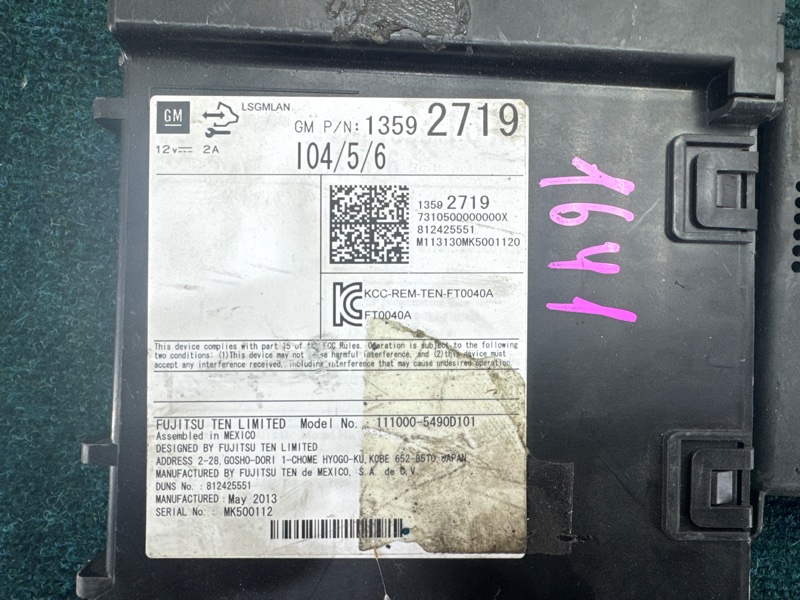 GM
LSGMLAN
GM P/N: 1359 2719
12V 2A
104/5/6
1359 2719
7310500000000X
812425551
M113130MK5001120
KCC-REM-TEN-FT0040A
FT0040A
This device complies with part 15 of the FCC Rules. Operation is subject to the following
two conditions: (1)This device may not cause harmful interference, and (2)this device must
accept any interference received, including interference that may cause undesired operation
FUJITSU TEN LIMITED Model No. : 111000-5490D101
Assembled in MEXICO
DESIGNED BY FUJITSU TEN LIMITED
ADDRESS 2-28, GOSHO-DORI 1-CHOME HYOGO-KU, KOBE 652-8510 JAPAN
MANUFACTURED BY FUJITSU TEN de MEXICO, S.A. de C.V.
DUNS No. : 812425551
MANUFACTURED : May 2013
SERIAL No. : MK500112
1641